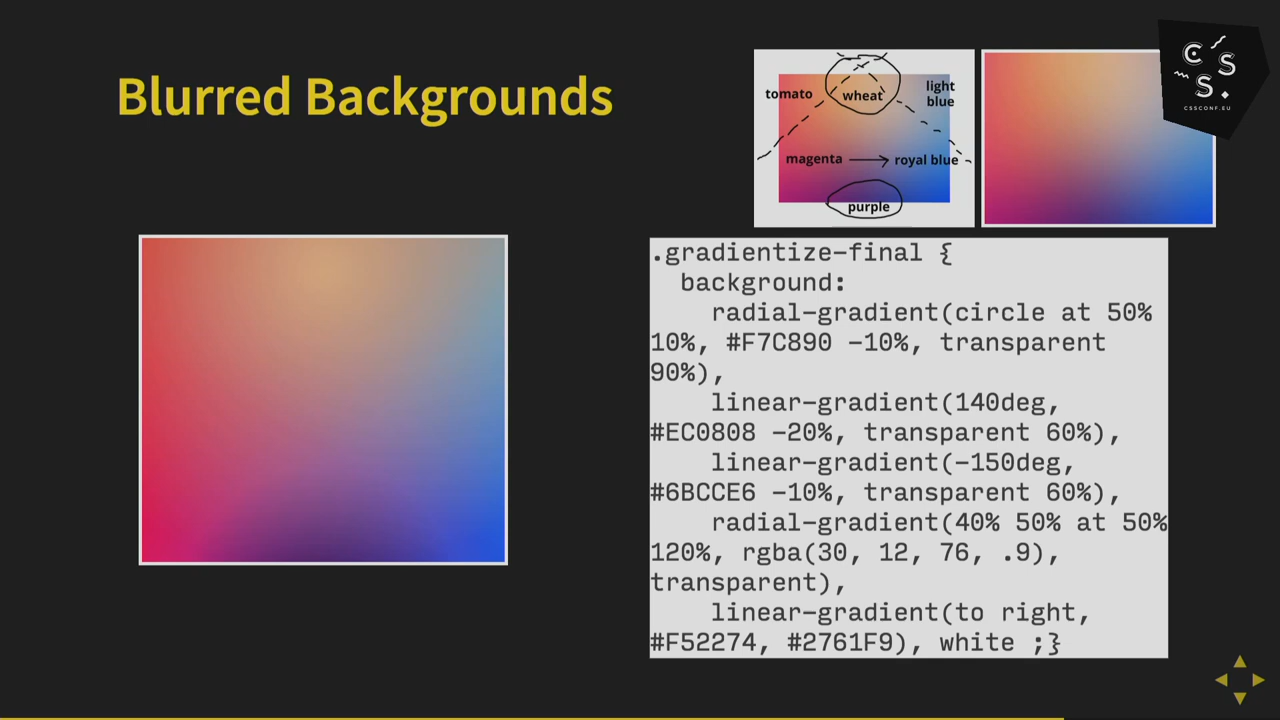 Blurred Backgrounds
tomato
wheat
light
blue
magenta
royal blue
purple
C
S
S.
CSSCONF.EU
.gradientize-final {
background:
radial-gradient(circle at 50%
10%, #F7C890 -10%, transparent
90%),
linear-gradient(140deg,
#EC0808 -20%, transparent 60%),
linear-gradient(-150deg,
#6BCCE6 -10%, transparent 60%),
radial-gradient(40% 50% at 50%
120%, rgba(30, 12, 76, .9),
transparent),
linear-gradient(to right,
#F52274, #2761F9), white ;}